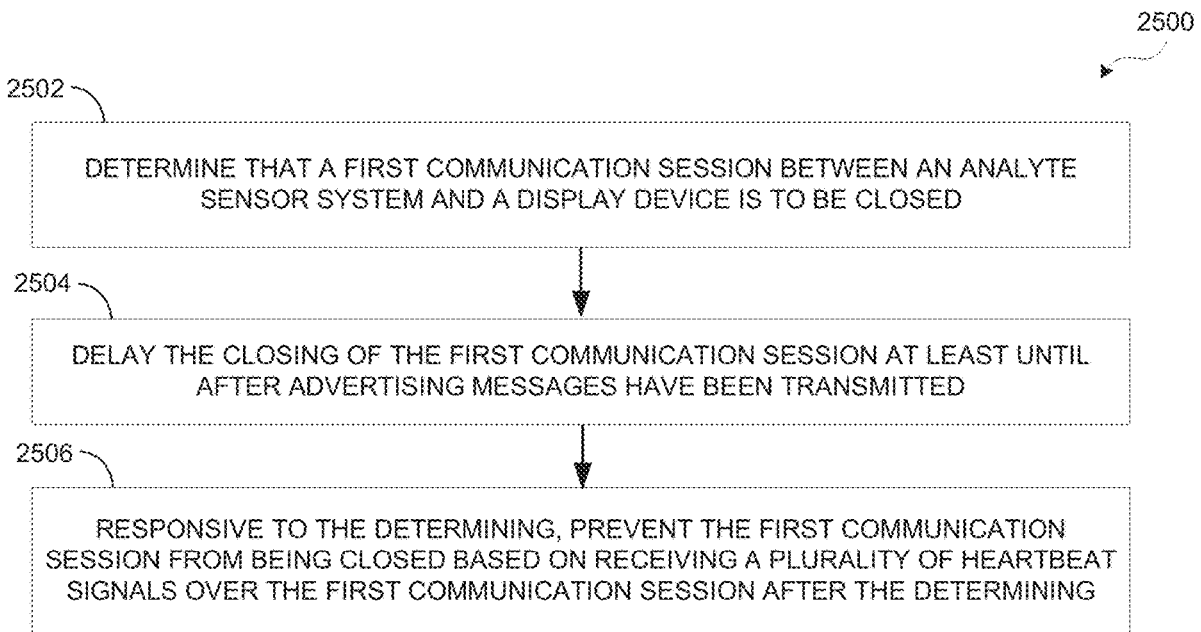 2500
2502
DETERMINE THAT A FIRST COMMUNICATION SESSION BETWEEN AN ANALYTE
SENSOR SYSTEM AND A DISPLAY DEVICE IS TO BE CLOSED
2504
DELAY THE CLOSING OF THE FIRST COMMUNICATION SESSION AT LEAST UNTIL
AFTER ADVERTISING MESSAGES HAVE BEEN TRANSMITTED
2506
RESPONSIVE TO THE DETERMINING, PREVENT THE FIRST COMMUNICATION
SESSION FROM BEING CLOSED BASED ON RECEIVING A PLURALITY OF HEARTBEAT
SIGNALS OVER THE FIRST COMMUNICATION SESSION AFTER THE DETERMINING